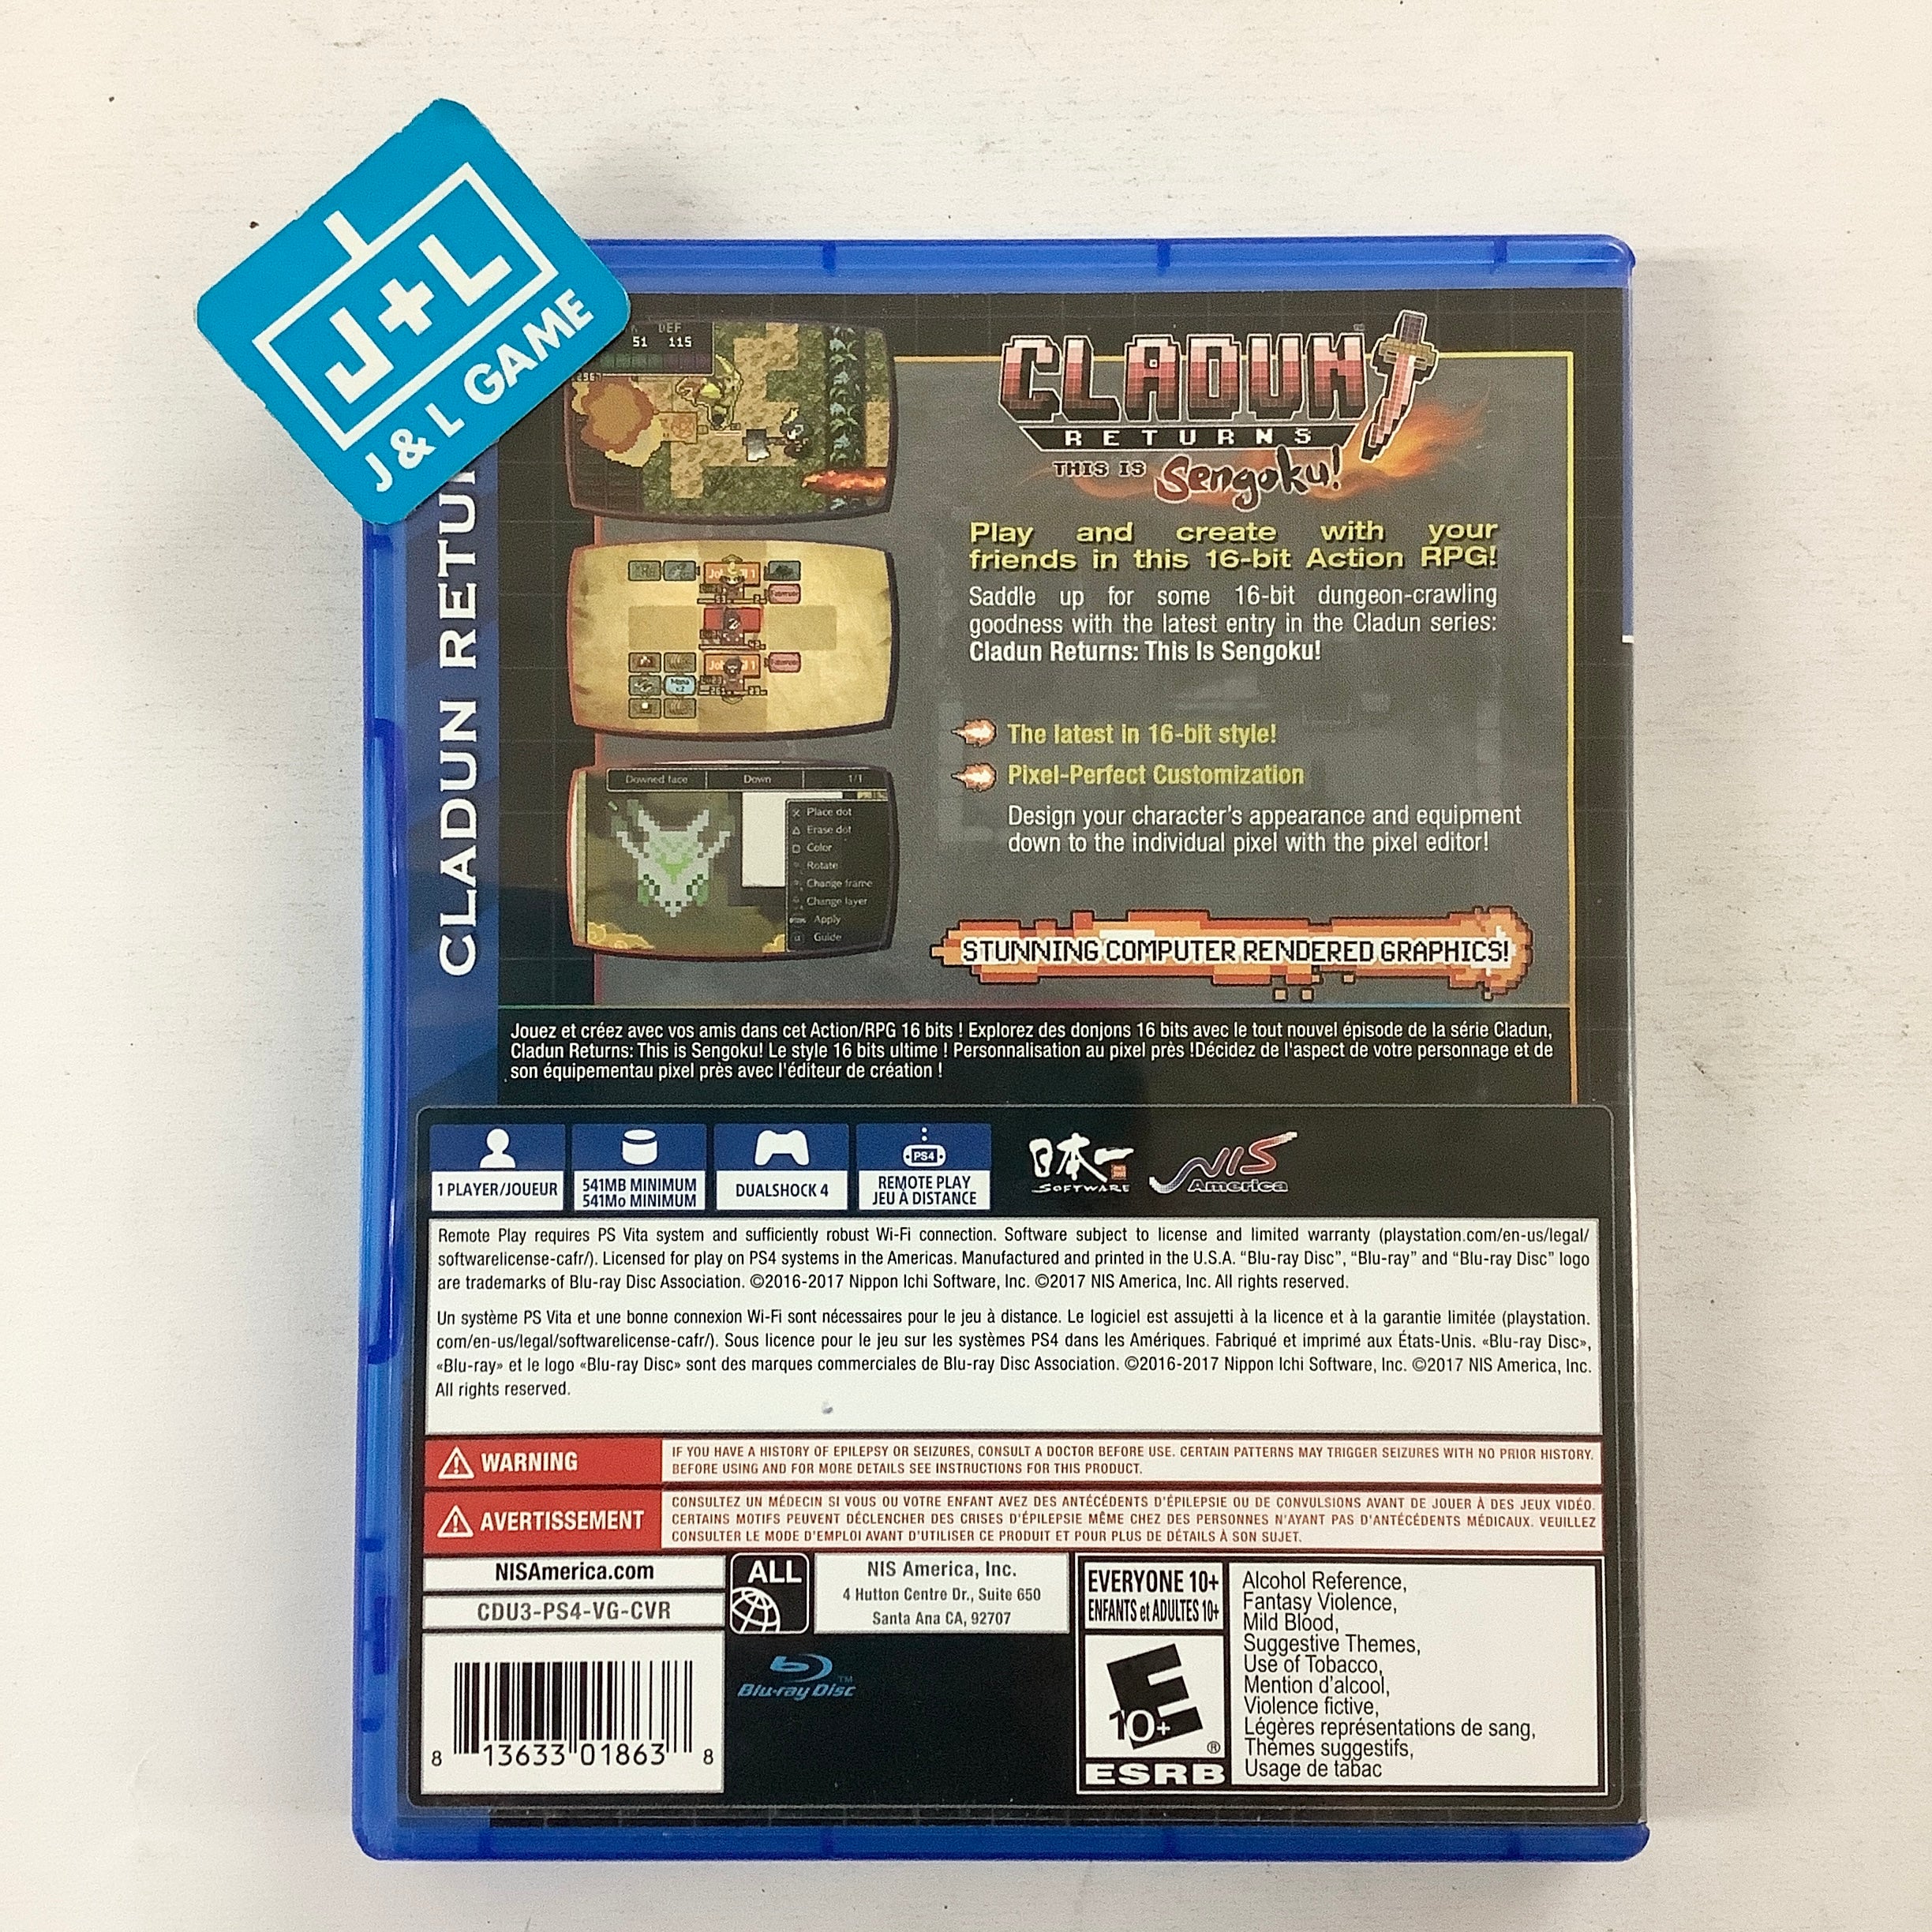 J+L
J & L GAME
CLADUN RETU
DEF
51 115
CLADUN
RETURNS
THIS IS Sengoku!
Play and create with your
friends in this 16-bit Action RPG!
Saddle up for some 16-bit dungeon-crawling
goodness with the latest entry in the Cladun series:
Cladun Returns: This Is Sengoku!
The latest in 16-bit style!
Pixel-Perfect Customization
Design your character's appearance and equipment
down to the individual pixel with the pixel editor!
Downed face Down 1/1
Place dot
Erase dot
Color
Rotate
Change frame
Change layer
Apply
Guide
STUNNING COMPUTER RENDERED GRAPHICS!
Jouez et créez avec vos amis dans cet Action/RPG 16 bits ! Explorez des donjons 16 bits avec le tout nouvel épisode de la série Cladun,
Cladun Returns: This is Sengoku! Le style 16 bits ultime ! Personnalisation au pixel près !Décidez de l'aspect de votre personnage et de
son équipementau pixel près avec l'éditeur de création !
1 PLAYER/JOUEUR
541MB MINIMUM
541Mo MINIMUM
DUALSHOCK 4
PS4
REMOTE PLAY
JEU À DISTANCE
日本一
SOFTWARE
NIS
America
Remote Play requires PS Vita system and sufficiently robust Wi-Fi connection. Software subject to license and limited warranty (playstation.com/en-us/legal/
softwarelicense-cafr/). Licensed for play on PS4 systems in the Americas. Manufactured and printed in the U.S.A. “Blu-ray Disc”, “Blu-ray” and “Blu-ray Disc” logo
are trademarks of Blu-ray Disc Association. ©2016-2017 Nippon Ichi Software, Inc. ©2017 NIS America, Inc. All rights reserved.
Un système PS Vita et une bonne connexion Wi-Fi sont nécessaires pour le jeu à distance. Le logiciel est assujetti à la licence et à la garantie limitée (playstation.
com/en-us/legal/softwarelicense-cafr/). Sous licence pour le jeu sur les systèmes PS4 dans les Amériques. Fabriqué et imprimé aux États-Unis. «Blu-ray Disc»,
«Blu-ray» et le logo «Blu-ray Disc» sont des marques commerciales de Blu-ray Disc Association. ©2016-2017 Nippon Ichi Software, Inc. ©2017 NIS America, Inc.
All rights reserved.
WARNING
IF YOU HAVE A HISTORY OF EPILEPSY OR SEIZURES, CONSULT A DOCTOR BEFORE USE. CERTAIN PATTERNS MAY TRIGGER SEIZURES WITH NO PRIOR HISTORY.
BEFORE USING AND FOR MORE DETAILS SEE INSTRUCTIONS FOR THIS PRODUCT.
AVERTISSEMENT
CONSULTEZ UN MÉDECIN SI VOUS OU VOTRE ENFANT AVEZ DES ANTÉCÉDENTS D'ÉPILEPSIE OU DE CONVULSIONS AVANT DE JOUER À DES JEUX VIDÉO.
CERTAINS MOTIFS PEUVENT DÉCLENCHER DES CRISES D'ÉPILEPSIE MÊME CHEZ DES PERSONNES N'AYANT PAS D'ANTÉCÉDENTS MÉDICAUX. VEUILLEZ
CONSULTER LE MODE D'EMPLOI AVANT D'UTILISER CE PRODUIT ET POUR PLUS DE DÉTAILS À SON SUJET.
NISAmerica.com
CDU3-PS4-VG-CVR
8 13633 01863 8
ALL
NIS America, Inc.
4 Hutton Centre Dr., Suite 650
Santa Ana CA, 92707
Blu-ray Disc™
EVERYONE 10+
ENFANTS et ADULTES 10+
E
10+
®
ESRB
Alcohol Reference,
Fantasy Violence,
Mild Blood,
Suggestive Themes,
Use of Tobacco,
Mention d'alcool,
Violence fictive,
Légères représentations de sang,
Thèmes suggestifs,
Usage de tabac